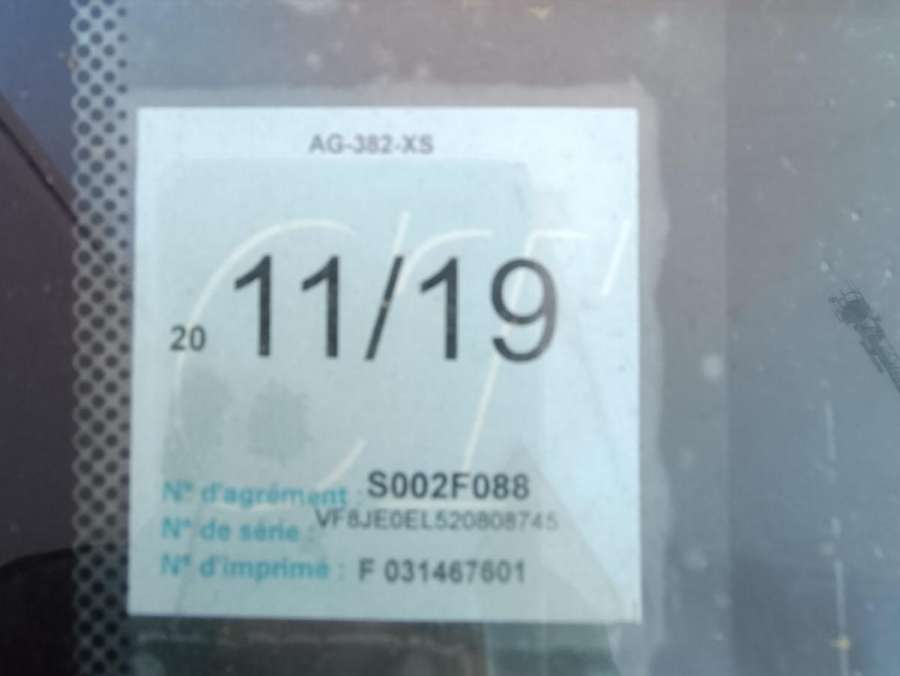 AG-382-XS
20 11/19
N° d'agrément : S002F088
N° de série : VF8JE0EL520808745
N° d'imprimé : F 031467601